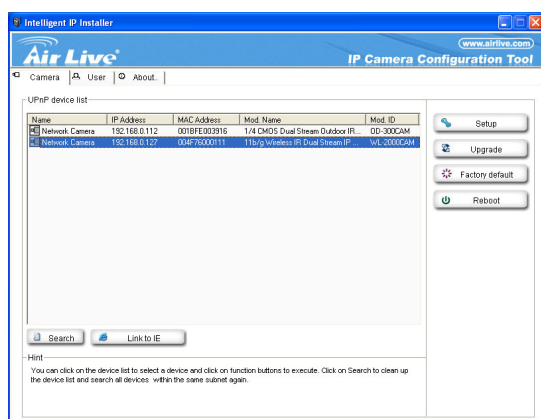 Intelligent IP Installer
Air Live®
www.airlive.com
IP Camera Configuration Tool
Camera User About..
UPnP device list
Name IP Address MAC Address Mod. Name Mod. ID
Network Camera 192.168.0.112 001BFE003916 1/4 CMOS Dual Stream Outdoor IR... OD-300CAM
Network Camera 192.168.0.127 004F76000111 11b/g Wireless IR Dual Stream IP ... WL-2000CAM
Setup
Upgrade
Factory default
Reboot
Search Link to IE
Hint
You can click on the device list to select a device and click on function buttons to execute. Click on Search to clean up
the device list and search all devices within the same subnet again.